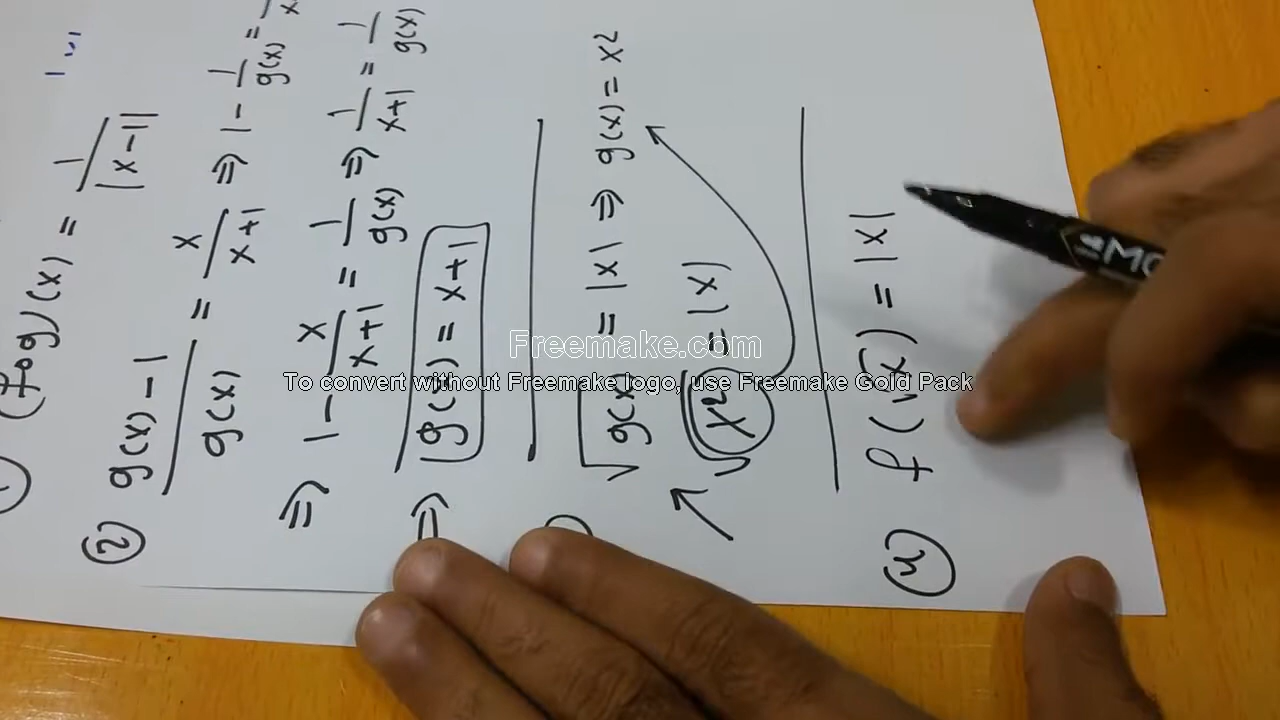 (fog)(x) = 1/|x-1|
② g(x)-1/g(x) = x/x+1 ⇒ 1 - 1/g(x) =
⇒ 1 - x/x+1 = 1/g(x) ⇒ 1/x+1 = 1/g(x)
⇒ g(x) = x+1
√g(x) = |x| ⇒ g(x) = x²
√x² = |x|
f(√x) = |x|
Freemake.com
To convert without Freemake logo, use Freemake Gold Pack